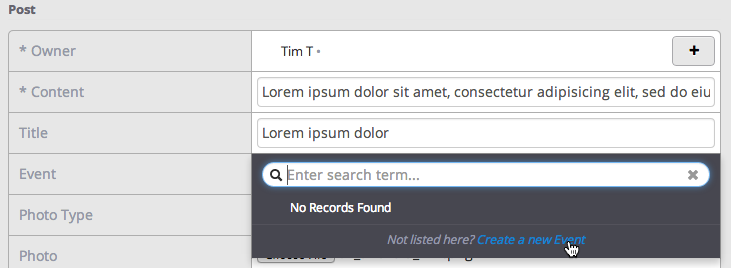 Post
* Owner
Tim T
+
* Content
Lorem ipsum dolor sit amet, consectetur adipisicing elit, sed do eiu
Title
Lorem ipsum dolor
Event
Enter search term...
Photo Type
No Records Found
Not listed here? Create a new Event
Photo